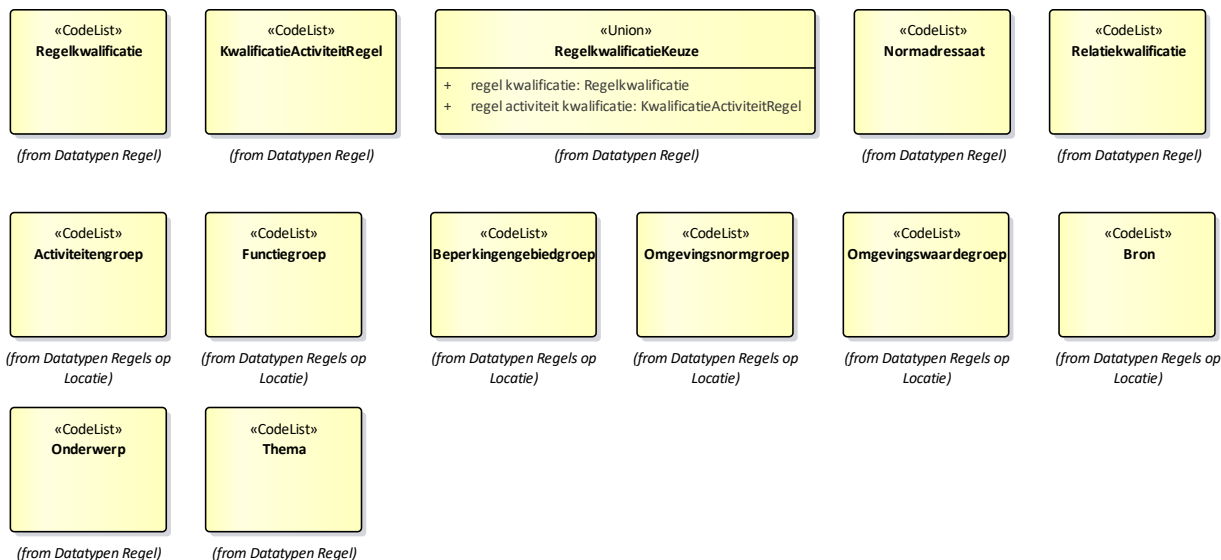 «CodeList»
Regelkwalificatie
(from Datatypen Regel)
«CodeList»
KwalificatieActiviteitRegel
(from Datatypen Regel)
«Union»
RegelkwalificatieKeuze
+ regel kwalificatie: Regelkwalificatie
+ regel activiteit kwalificatie: KwalificatieActiviteitRegel
(from Datatypen Regel)
«CodeList»
Normadressaat
(from Datatypen Regel)
«CodeList»
Relatiekwalificatie
(from Datatypen Regel)
«CodeList»
Activiteitengroep
(from Datatypen Regels op
Locatie)
«CodeList»
Functiegroep
(from Datatypen Regels op
Locatie)
«CodeList»
Beperkingengebiedgroep
(from Datatypen Regels op
Locatie)
«CodeList»
Omgevingsnormgroep
(from Datatypen Regels op
Locatie)
«CodeList»
Omgevingswaardegroep
(from Datatypen Regels op
Locatie)
«CodeList»
Bron
(from Datatypen Regels op
Locatie)
«CodeList»
Onderwerp
(from Datatypen Regel)
«CodeList»
Thema
(from Datatypen Regel)